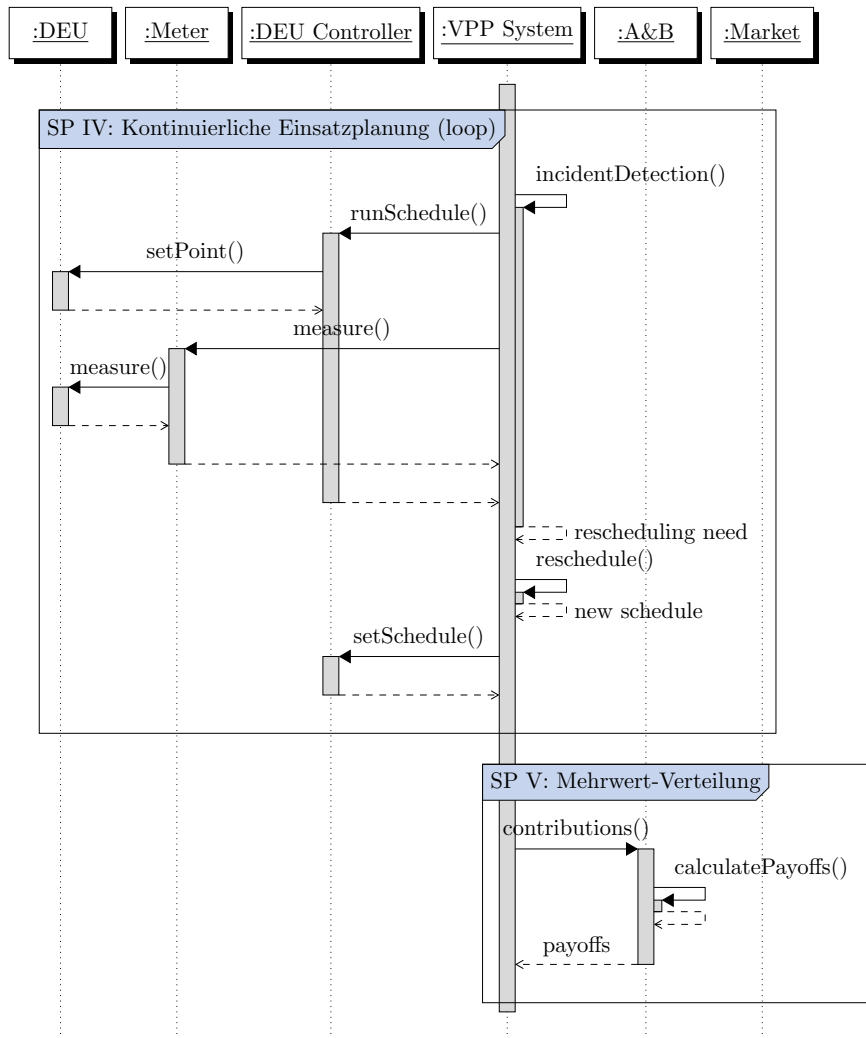 :DEU
:Meter
:DEU Controller
:VPP System
:A&B
:Market
SP IV: Kontinuierliche Einsatzplanung (loop)
incidentDetection()
runSchedule()
setPoint()
measure()
measure()
rescheduling need
reschedule()
new schedule
setSchedule()
SP V: Mehrwert-Verteilung
contributions()
calculatePayoffs()
payoffs